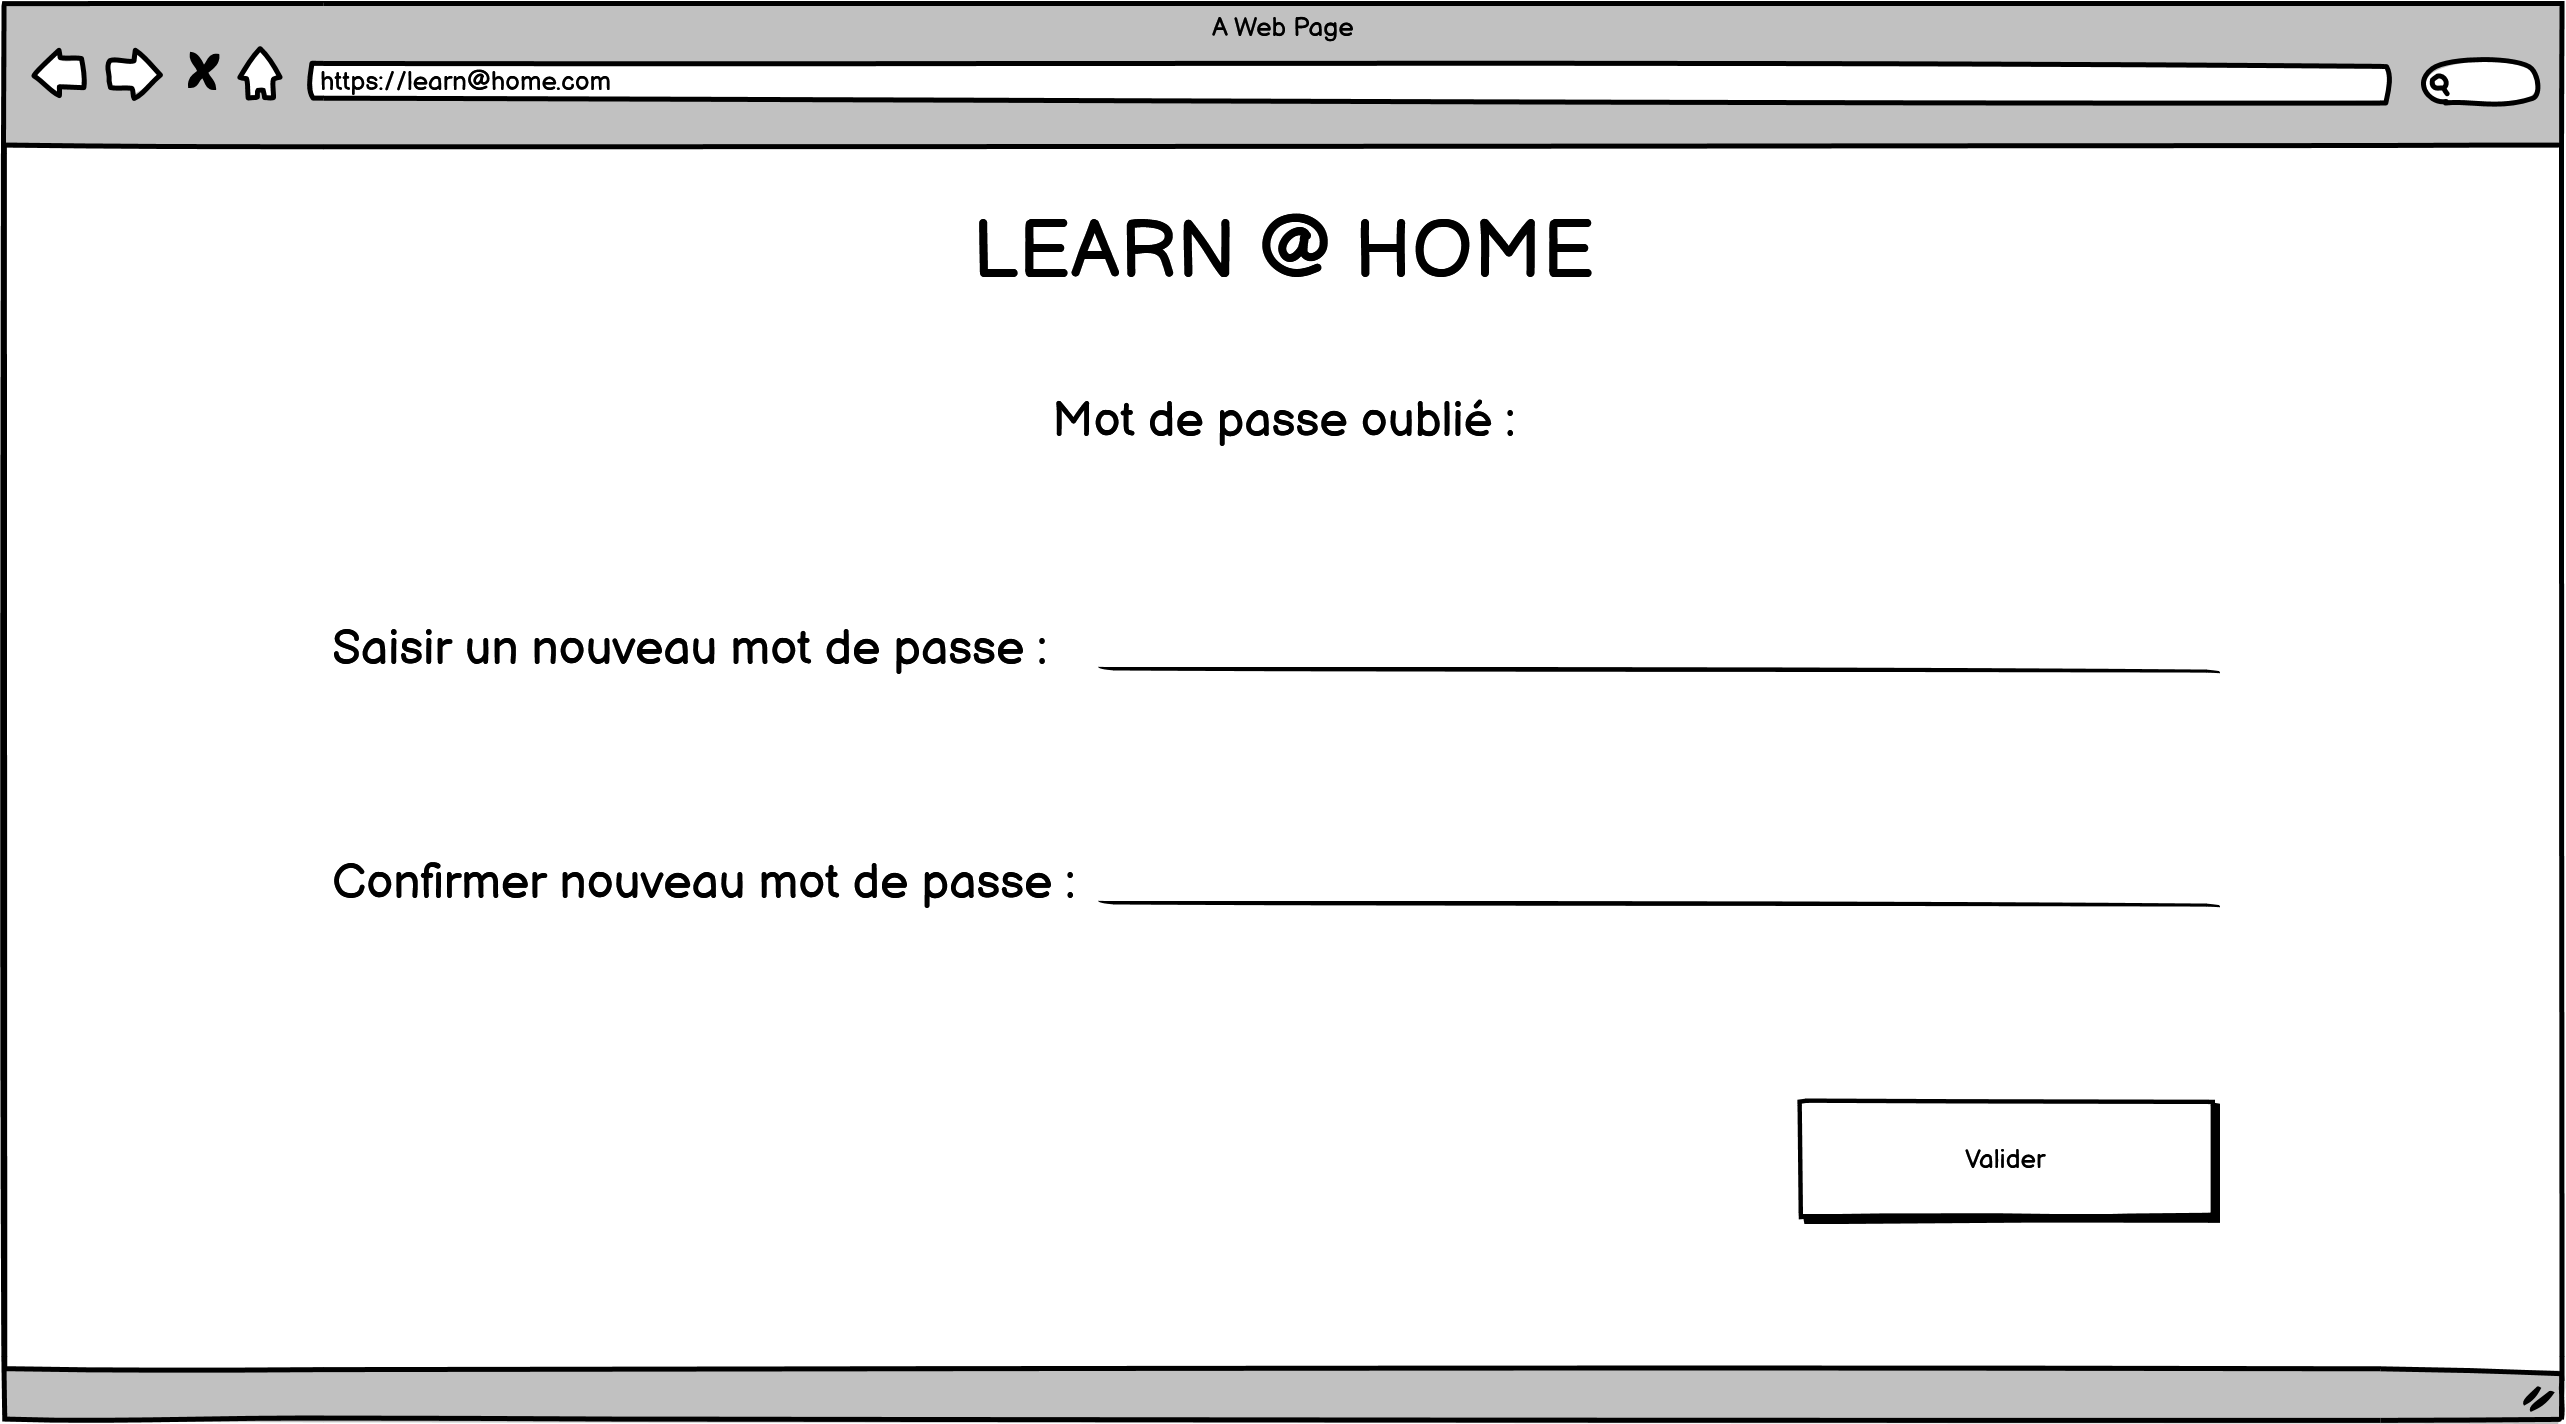 A Web Page
https://learn@home.com
LEARN @ HOME
Mot de passe oublié :
Saisir un nouveau mot de passe :
Confirmer nouveau mot de passe :
Valider